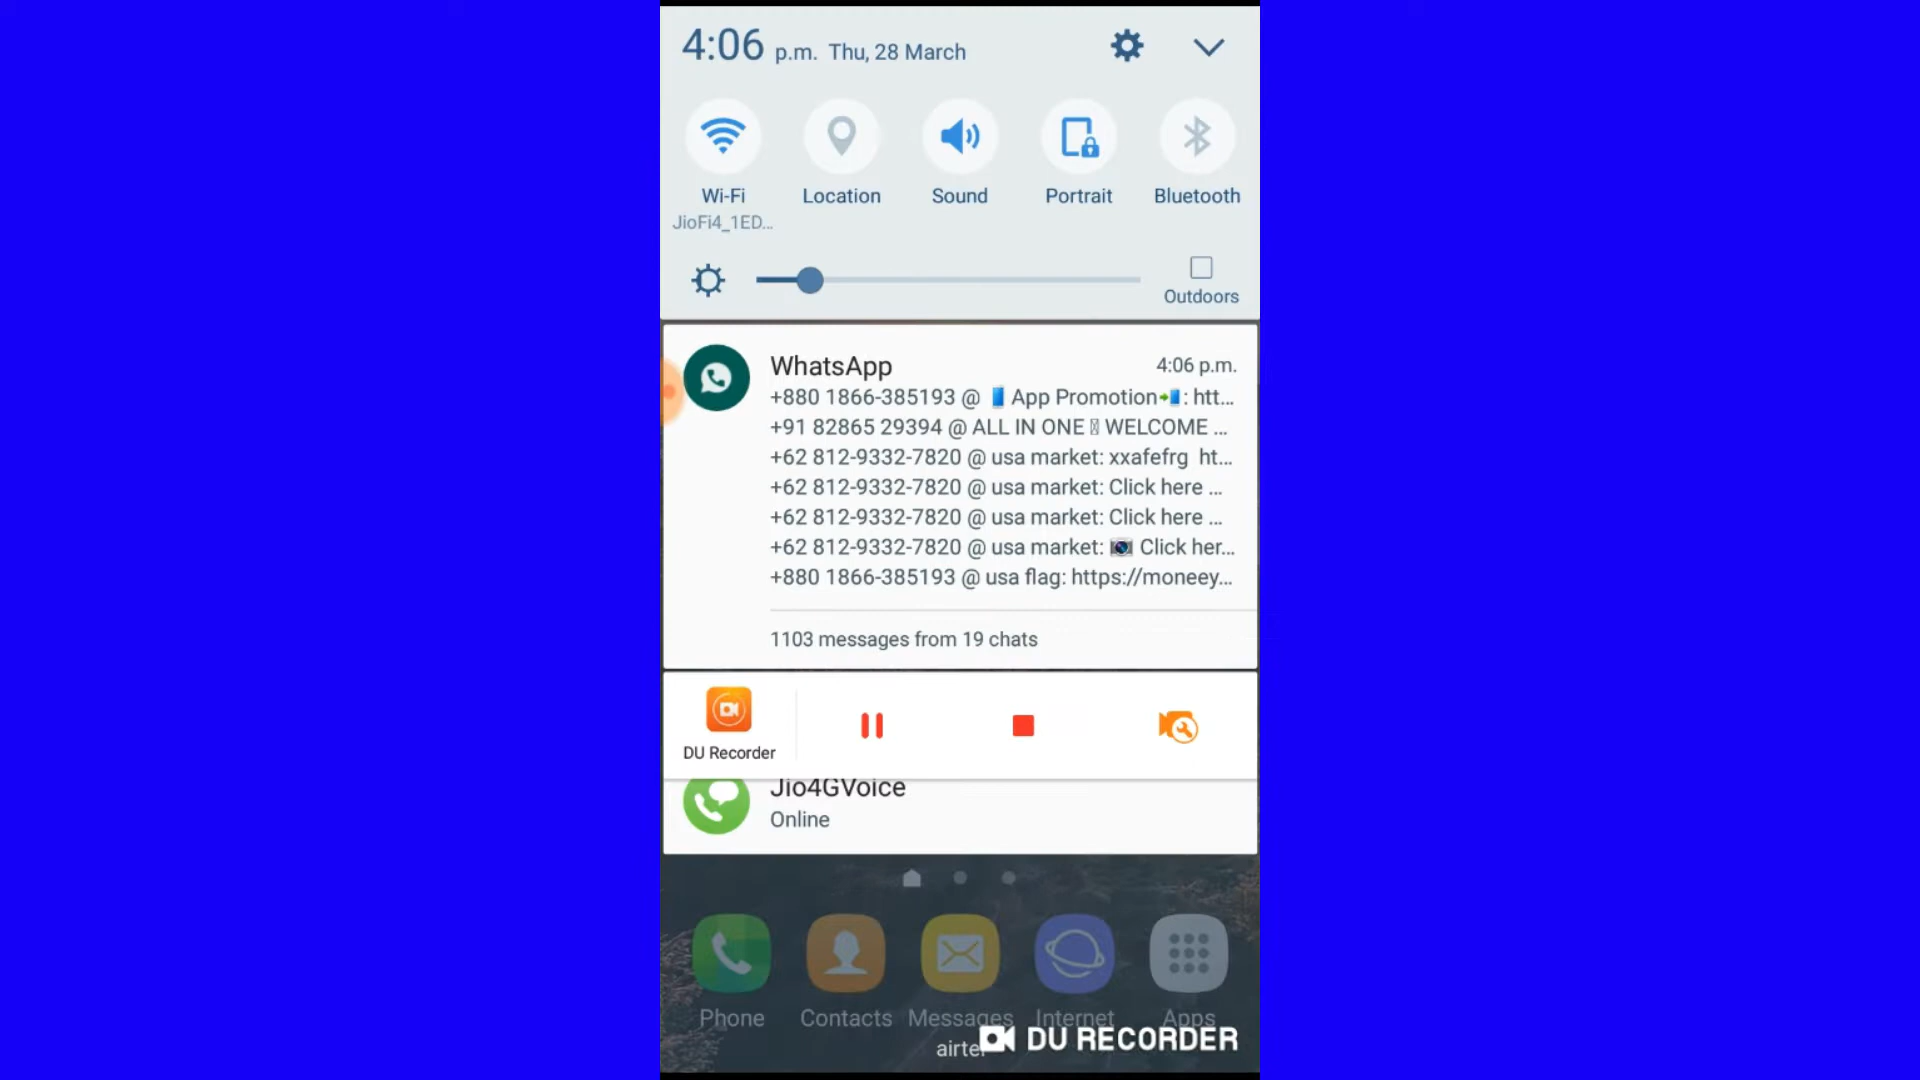 4:06 p.m. Thu, 28 March
Wi-Fi Location Sound Portrait Bluetooth
JioFi4_1ED...
Outdoors
WhatsApp 4:06 p.m.
+880 1866-385193 @ 📱App Promotion📲: htt...
+91 82865 29394 @ ALL IN ONE WELCOME ...
+62 812-9332-7820 @ usa market: xxafefrg ht...
+62 812-9332-7820 @ usa market: Click here ...
+62 812-9332-7820 @ usa market: Click here ...
+62 812-9332-7820 @ usa market: 📷 Click her...
+880 1866-385193 @ usa flag: https://moneey...
1103 messages from 19 chats
DU Recorder
Jio4GVoice
Online
Phone Contacts Messages Internet Apps
airtel
DU RECORDER